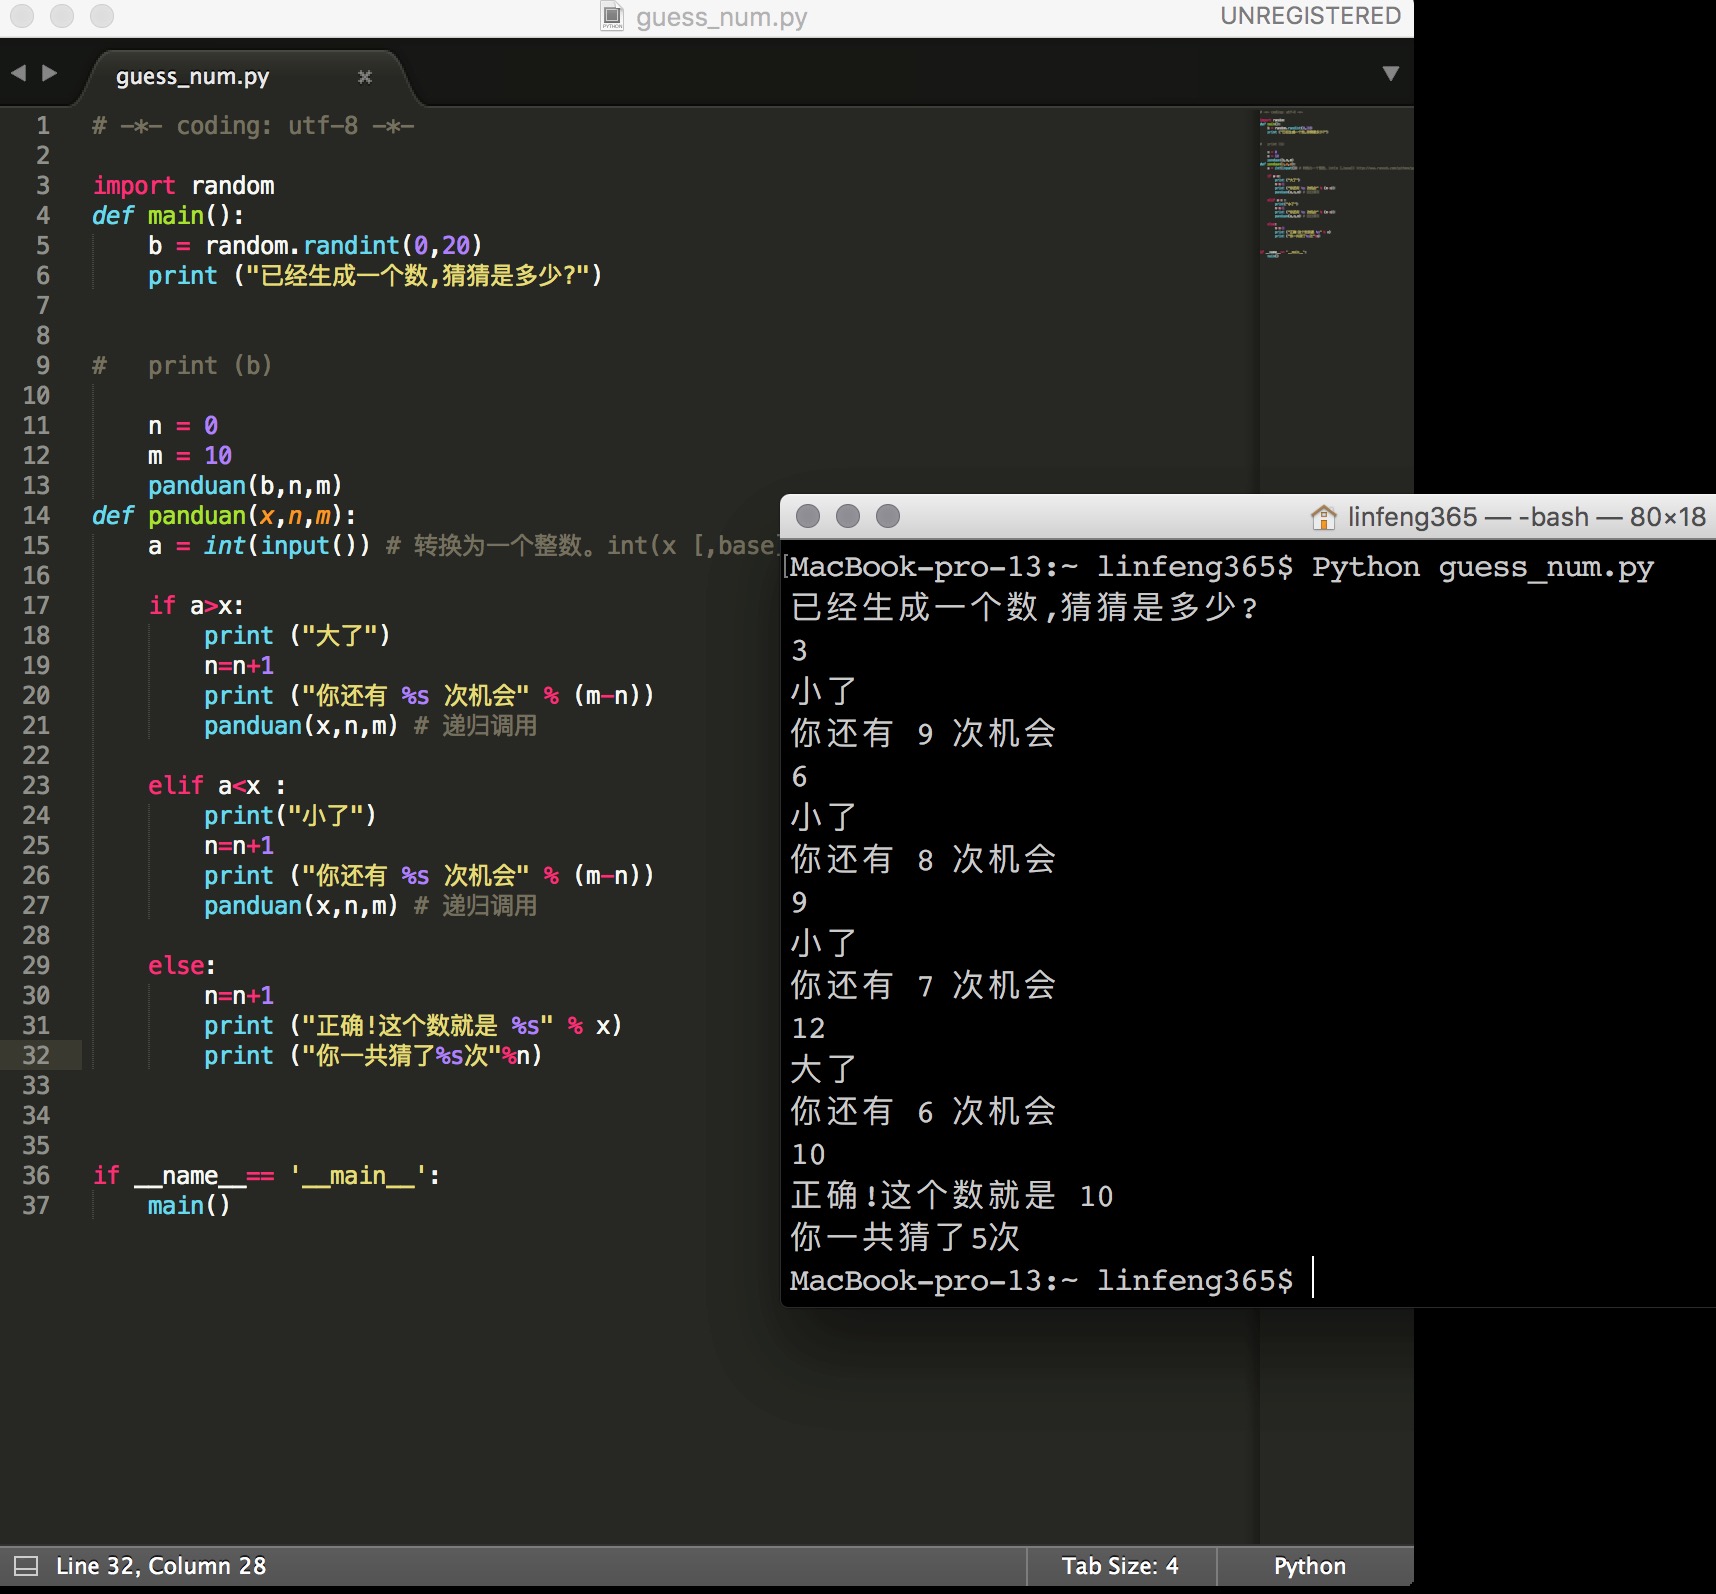 guess_num.py
UNREGISTERED
guess_num.py
1 # -*- coding: utf-8 -*-
2
3 import random
4 def main():
5     b = random.randint(0,20)
6     print ("已经生成一个数,猜猜是多少?")
7
8
9 #   print (b)
10
11     n = 0
12     m = 10
13     panduan(b,n,m)
14 def panduan(x,n,m):
15     a = int(input()) # 转换为一个整数。int(x [,base]
16
17     if a>x:
18         print ("大了")
19         n=n+1
20         print ("你还有 %s 次机会" % (m-n))
21         panduan(x,n,m) # 递归调用
22
23     elif a<x :
24         print("小了")
25         n=n+1
26         print ("你还有 %s 次机会" % (m-n))
27         panduan(x,n,m) # 递归调用
28
29     else:
30         n=n+1
31         print ("正确!这个数就是 %s" % x)
32         print ("你一共猜了%s次"%n)
33
34
35
36 if __name__== '__main__':
37     main()
linfeng365 — -bash — 80×18
MacBook-pro-13:~ linfeng365$ Python guess_num.py
已经生成一个数,猜猜是多少?
3
小了
你还有 9 次机会
6
小了
你还有 8 次机会
9
小了
你还有 7 次机会
12
大了
你还有 6 次机会
10
正确!这个数就是 10
你一共猜了5次
MacBook-pro-13:~ linfeng365$
Line 32, Column 28
Tab Size: 4
Python